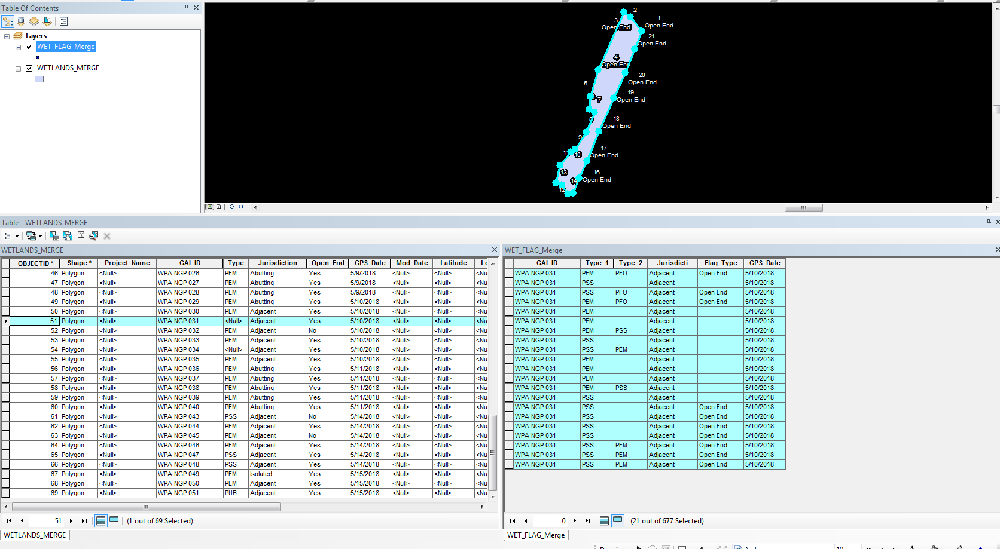 Table Of Contents
Layers
WET_FLAG_Merge
WETLANDS_MERGE
2
3
1
Open End
Open End
21
Open End
4
Open End
20
Open End
5
19
7
Open End
8
18
Open End
9
17
11
10
Open End
13
16
14
Open End
12
Table - WETLANDS_MERGE
WETLANDS_MERGE
OBJECTID * Shape * Project_Name GAI_ID Type Jurisdiction Open_End GPS_Date Mod_Date Latitude Lo
46 Polygon <Null> WPA NGP 026 PEM Abutting Yes 5/9/2018 <Null> <Null> <Nu
47 Polygon <Null> WPA NGP 027 PEM Abutting Yes 5/9/2018 <Null> <Null> <Nu
48 Polygon <Null> WPA NGP 028 PEM Abutting Yes 5/9/2018 <Null> <Null> <Nu
49 Polygon <Null> WPA NGP 029 PEM Abutting Yes 5/10/2018 <Null> <Null> <Nu
50 Polygon <Null> WPA NGP 030 PEM Adjacent Yes 5/10/2018 <Null> <Null> <Nu
51 Polygon <Null> WPA NGP 031 <Null> Adjacent Yes 5/10/2018 <Null> <Null> <Nu
52 Polygon <Null> WPA NGP 032 PEM Adjacent No 5/10/2018 <Null> <Null> <Nu
53 Polygon <Null> WPA NGP 033 PEM Adjacent Yes 5/10/2018 <Null> <Null> <Nu
54 Polygon <Null> WPA NGP 034 <Null> Adjacent Yes 5/10/2018 <Null> <Null> <Nu
55 Polygon <Null> WPA NGP 035 PEM Adjacent Yes 5/10/2018 <Null> <Null> <Nu
56 Polygon <Null> WPA NGP 036 PEM Abutting Yes 5/11/2018 <Null> <Null> <Nu
57 Polygon <Null> WPA NGP 037 PEM Abutting Yes 5/11/2018 <Null> <Null> <Nu
58 Polygon <Null> WPA NGP 038 PEM Abutting Yes 5/11/2018 <Null> <Null> <Nu
59 Polygon <Null> WPA NGP 039 PEM Abutting Yes 5/11/2018 <Null> <Null> <Nu
60 Polygon <Null> WPA NGP 040 PEM Abutting Yes 5/11/2018 <Null> <Null> <Nu
61 Polygon <Null> WPA NGP 043 PSS Adjacent No 5/14/2018 <Null> <Null> <Nu
62 Polygon <Null> WPA NGP 044 PEM Adjacent Yes 5/14/2018 <Null> <Null> <Nu
63 Polygon <Null> WPA NGP 045 PEM Adjacent No 5/14/2018 <Null> <Null> <Nu
64 Polygon <Null> WPA NGP 046 PEM Adjacent Yes 5/14/2018 <Null> <Null> <Nu
65 Polygon <Null> WPA NGP 047 PSS Adjacent Yes 5/14/2018 <Null> <Null> <Nu
66 Polygon <Null> WPA NGP 048 PSS Adjacent Yes 5/14/2018 <Null> <Null> <Nu
67 Polygon <Null> WPA NGP 049 PEM Isolated Yes 5/15/2018 <Null> <Null> <Nu
68 Polygon <Null> WPA NGP 050 PEM Adjacent Yes 5/15/2018 <Null> <Null> <Nu
69 Polygon <Null> WPA NGP 051 PUB Adjacent Yes 5/15/2018 <Null> <Null> <Nu
51 (1 out of 69 Selected)
WETLANDS_MERGE
WET_FLAG_Merge
GAI_ID Type_1 Type_2 Jurisdicti Flag_Type GPS_Date
WPA NGP 031 PEM PFO Adjacent Open End 5/10/2018
WPA NGP 031 PSS Adjacent 5/10/2018
WPA NGP 031 PSS PFO Adjacent Open End 5/10/2018
WPA NGP 031 PEM PFO Adjacent Open End 5/10/2018
WPA NGP 031 PEM Adjacent 5/10/2018
WPA NGP 031 PEM Adjacent 5/10/2018
WPA NGP 031 PEM PSS Adjacent 5/10/2018
WPA NGP 031 PSS Adjacent 5/10/2018
WPA NGP 031 PSS PEM Adjacent 5/10/2018
WPA NGP 031 PEM Adjacent 5/10/2018
WPA NGP 031 PEM Adjacent 5/10/2018
WPA NGP 031 PEM Adjacent 5/10/2018
WPA NGP 031 PEM PSS Adjacent 5/10/2018
WPA NGP 031 PSS Adjacent 5/10/2018
WPA NGP 031 PSS Adjacent Open End 5/10/2018
WPA NGP 031 PSS Adjacent Open End 5/10/2018
WPA NGP 031 PSS Adjacent Open End 5/10/2018
WPA NGP 031 PSS Adjacent Open End 5/10/2018
WPA NGP 031 PSS PEM Adjacent Open End 5/10/2018
WPA NGP 031 PSS PEM Adjacent Open End 5/10/2018
WPA NGP 031 PSS PEM Adjacent Open End 5/10/2018
0 (21 out of 677 Selected)
WET_FLAG_Merge